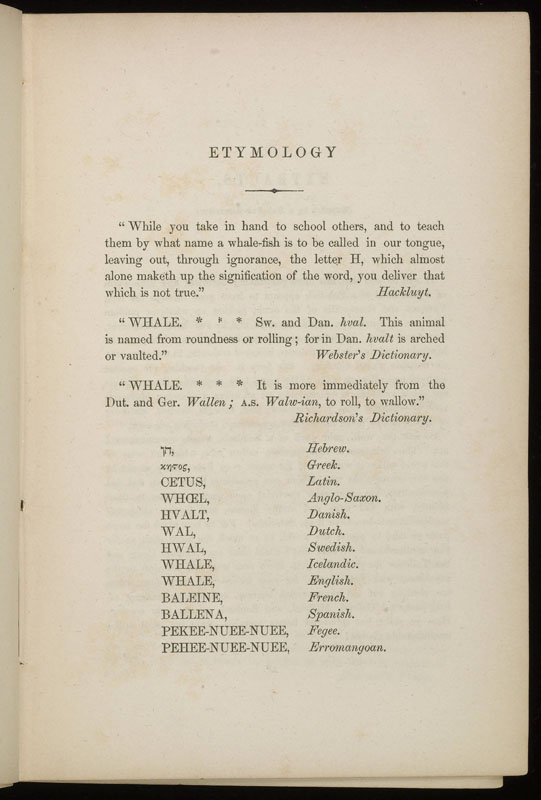 ETYMOLOGY
“ While you take in hand to school others, and to teach
them by what name a whale-fish is to be called in our tongue,
leaving out, through ignorance, the letter H, which almost
alone maketh up the signification of the word, you deliver that
which is not true.” Hackluyt.
“ WHALE. * * * Sw. and Dan. hval. This animal
is named from roundness or rolling ; for in Dan. hvalt is arched
or vaulted.” Webster's Dictionary.
“ WHALE. * * * It is more immediately from the
Dut. and Ger. Wallen ; A.S. Walw-ian, to roll, to wallow.”
Richardson's Dictionary.
חן, Hebrew.
κητος, Greek.
CETUS, Latin.
WHŒL, Anglo-Saxon.
HVALT, Danish.
WAL, Dutch.
HWAL, Swedish.
WHALE, Icelandic.
WHALE, English.
BALEINE, French.
BALLENA, Spanish.
PEKEE-NUEE-NUEE, Fegee.
PEHEE-NUEE-NUEE, Erromangoan.